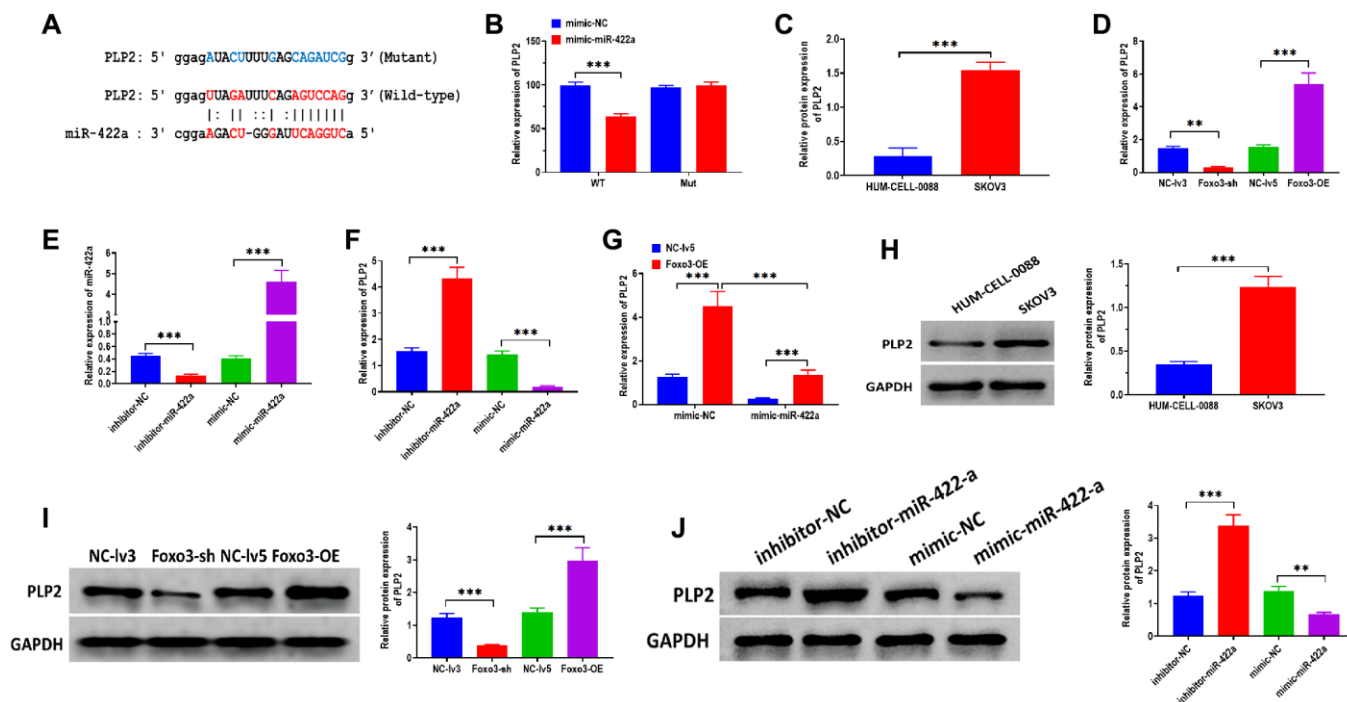 A
PLP2: 5' ggagAUACUUUUGAGCAGAUCGg 3'(Mutant)
PLP2: 5' ggagUUAGAUUUCAGAGUCCAGg 3'(Wild-type)
|:|| ::: |||||||
miR-422a : 3' cggaAGACU-GGGAUUCAGGUCa 5'
B
mimic-NC
mimic-miR-422a
Relative expression of PLP2
125
100
75
50
25
0
***
WT
Mut
C
Relative protein expression
of PLP2
2.0
1.5
1.0
0.5
0.0
***
HUM-CELL-0088
SKOV3
D
Relative expression of PLP2
8
6
4
2
0
**
***
NC-lv3
Foxo3-sh
NC-lv5
Foxo3-OE
E
Relative expression of miR-422a
6
5
4
3
2
1
0.8
0.6
0.4
0.2
0.0
***
***
inhibitor-NC
inhibitor-miR-422a
mimic-NC
mimic-miR-422a
F
Relative expression of PLP2
6
5
4
3
2
1
0
***
***
inhibitor-NC
inhibitor-miR-422a
mimic-NC
mimic-miR-422a
G
NC-lv5
Foxo3-OE
Relative expression of PLP2
6
4
2
0
***
***
***
mimic-NC
mimic-miR-422a
H
HUM-CELL-0088
SKOV3
PLP2
GAPDH
Relative protein expression
of PLP2
1.5
1.0
0.5
0.0
***
HUM-CELL-0088
SKOV3
I
NC-lv3
Foxo3-sh
NC-lv5
Foxo3-OE
PLP2
GAPDH
Relative protein expression
of PLP2
4
3
2
1
0
***
***
NC-lv3
Foxo3-sh
NC-lv5
Foxo3-OE
J
inhibitor-NC
inhibitor-miR-422-a
mimic-NC
mimic-miR-422-a
PLP2
GAPDH
Relative protein expression
of PLP2
4
3
2
1
0
***
**
inhibitor-NC
inhibitor-miR-422a
mimic-NC
mimic-miR-422a